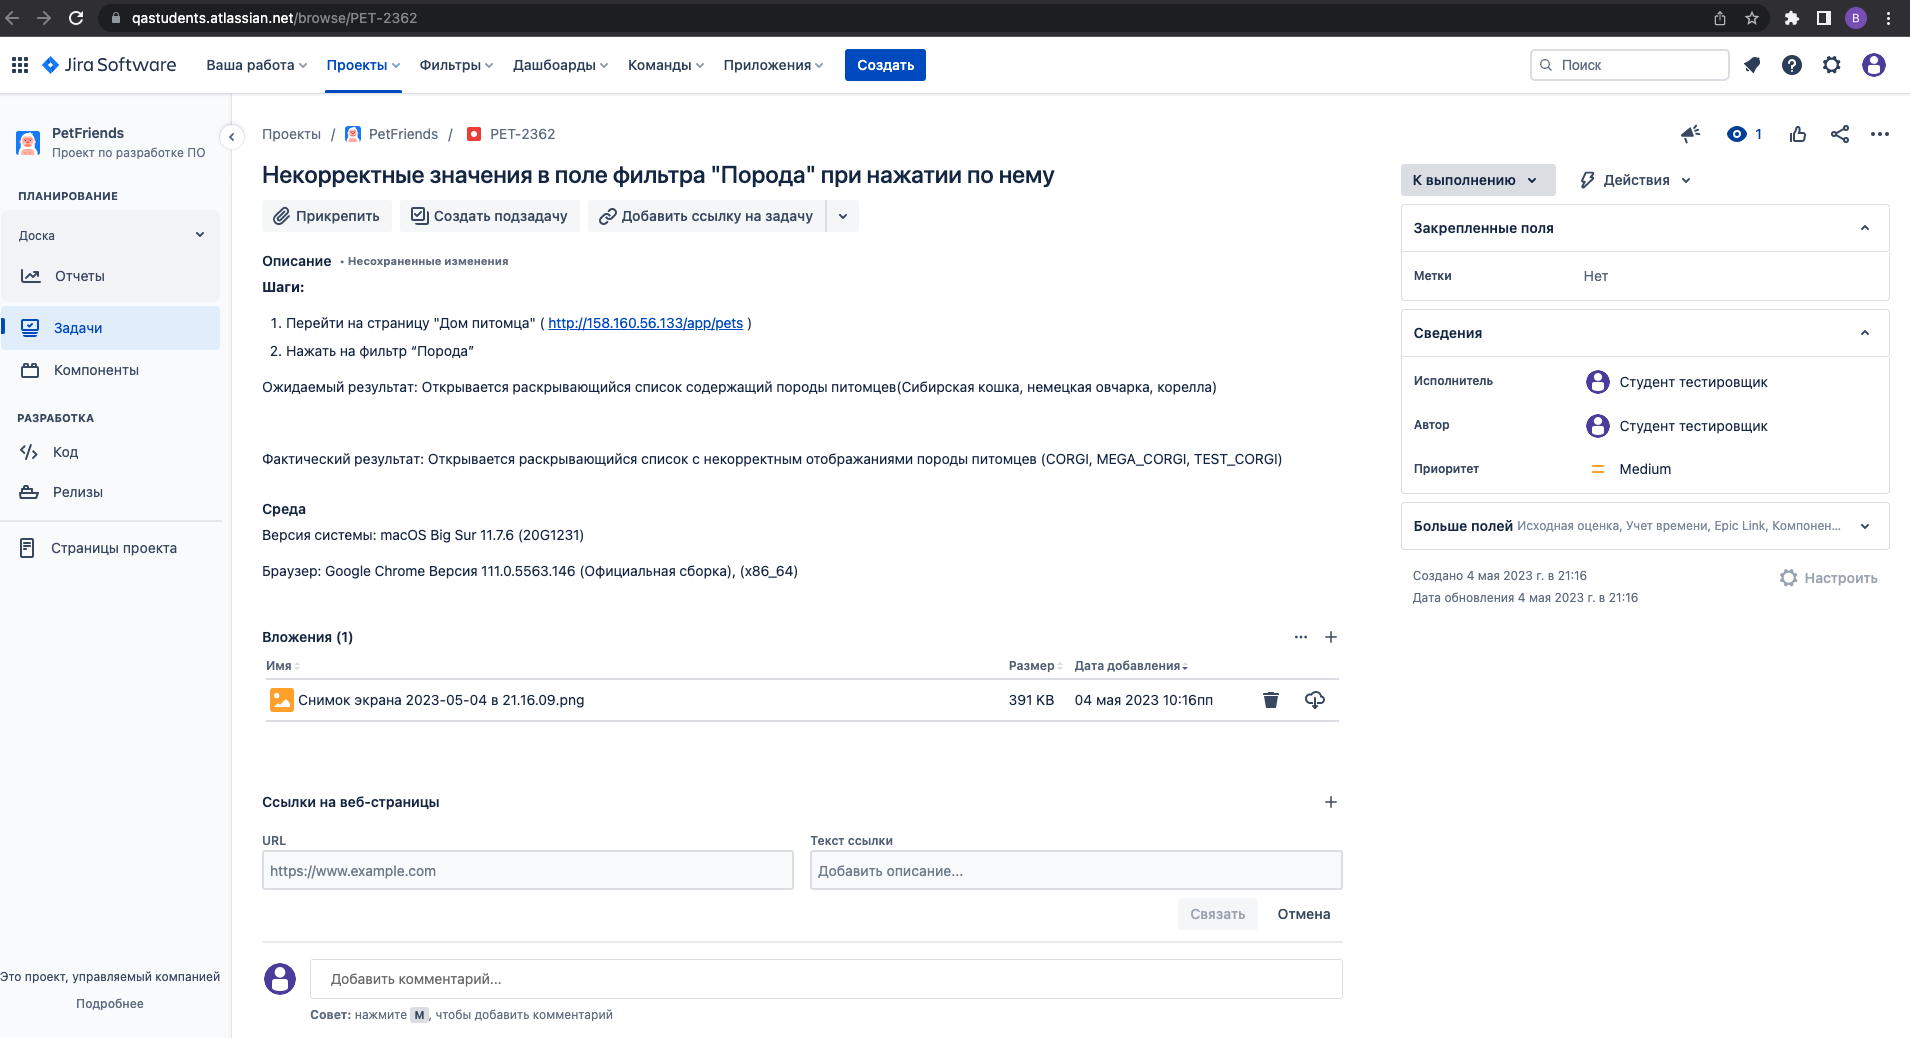 qastudents.atlassian.net/browse/PET-2362
B
Jira Software
Ваша работа
Проекты
Фильтры
Дашборды
Команды
Приложения
Создать
Поиск
PetFriends
Проект по разработке ПО
ПЛАНИРОВАНИЕ
Доска
Отчеты
Задачи
Компоненты
РАЗРАБОТКА
Код
Релизы
Страницы проекта
Это проект, управляемый компанией
Подробнее
Проекты / PetFriends / PET-2362
1
Некорректные значения в поле фильтра "Порода" при нажатии по нему
Прикрепить
Создать подзадачу
Добавить ссылку на задачу
Описание • Несохраненные изменения
Шаги:
1. Перейти на страницу "Дом питомца" ( http://158.160.56.133/app/pets )
2. Нажать на фильтр “Порода”
Ожидаемый результат: Открывается раскрывающийся список содержащий породы питомцев(Сибирская кошка, немецкая овчарка, корелла)
Фактический результат: Открывается раскрывающийся список с некорректным отображаниями породы питомцев (CORGI, MEGA_CORGI, TEST_CORGI)
Среда
Версия системы: macOS Big Sur 11.7.6 (20G1231)
Браузер: Google Chrome Версия 111.0.5563.146 (Официальная сборка), (x86_64)
Вложения (1)
Имя Размер Дата добавления
Снимок экрана 2023-05-04 в 21.16.09.png 391 KB 04 мая 2023 10:16пп
Ссылки на веб-страницы
URL
https://www.example.com
Текст ссылки
Добавить описание...
Связать
Отмена
Добавить комментарий...
Совет: нажмите M, чтобы добавить комментарий
К выполнению
Действия
Закрепленные поля
Метки Нет
Сведения
Исполнитель Студент тестировщик
Автор Студент тестировщик
Приоритет Medium
Больше полей Исходная оценка, Учет времени, Epic Link, Компонен...
Создано 4 мая 2023 г. в 21:16
Дата обновления 4 мая 2023 г. в 21:16
Настроить